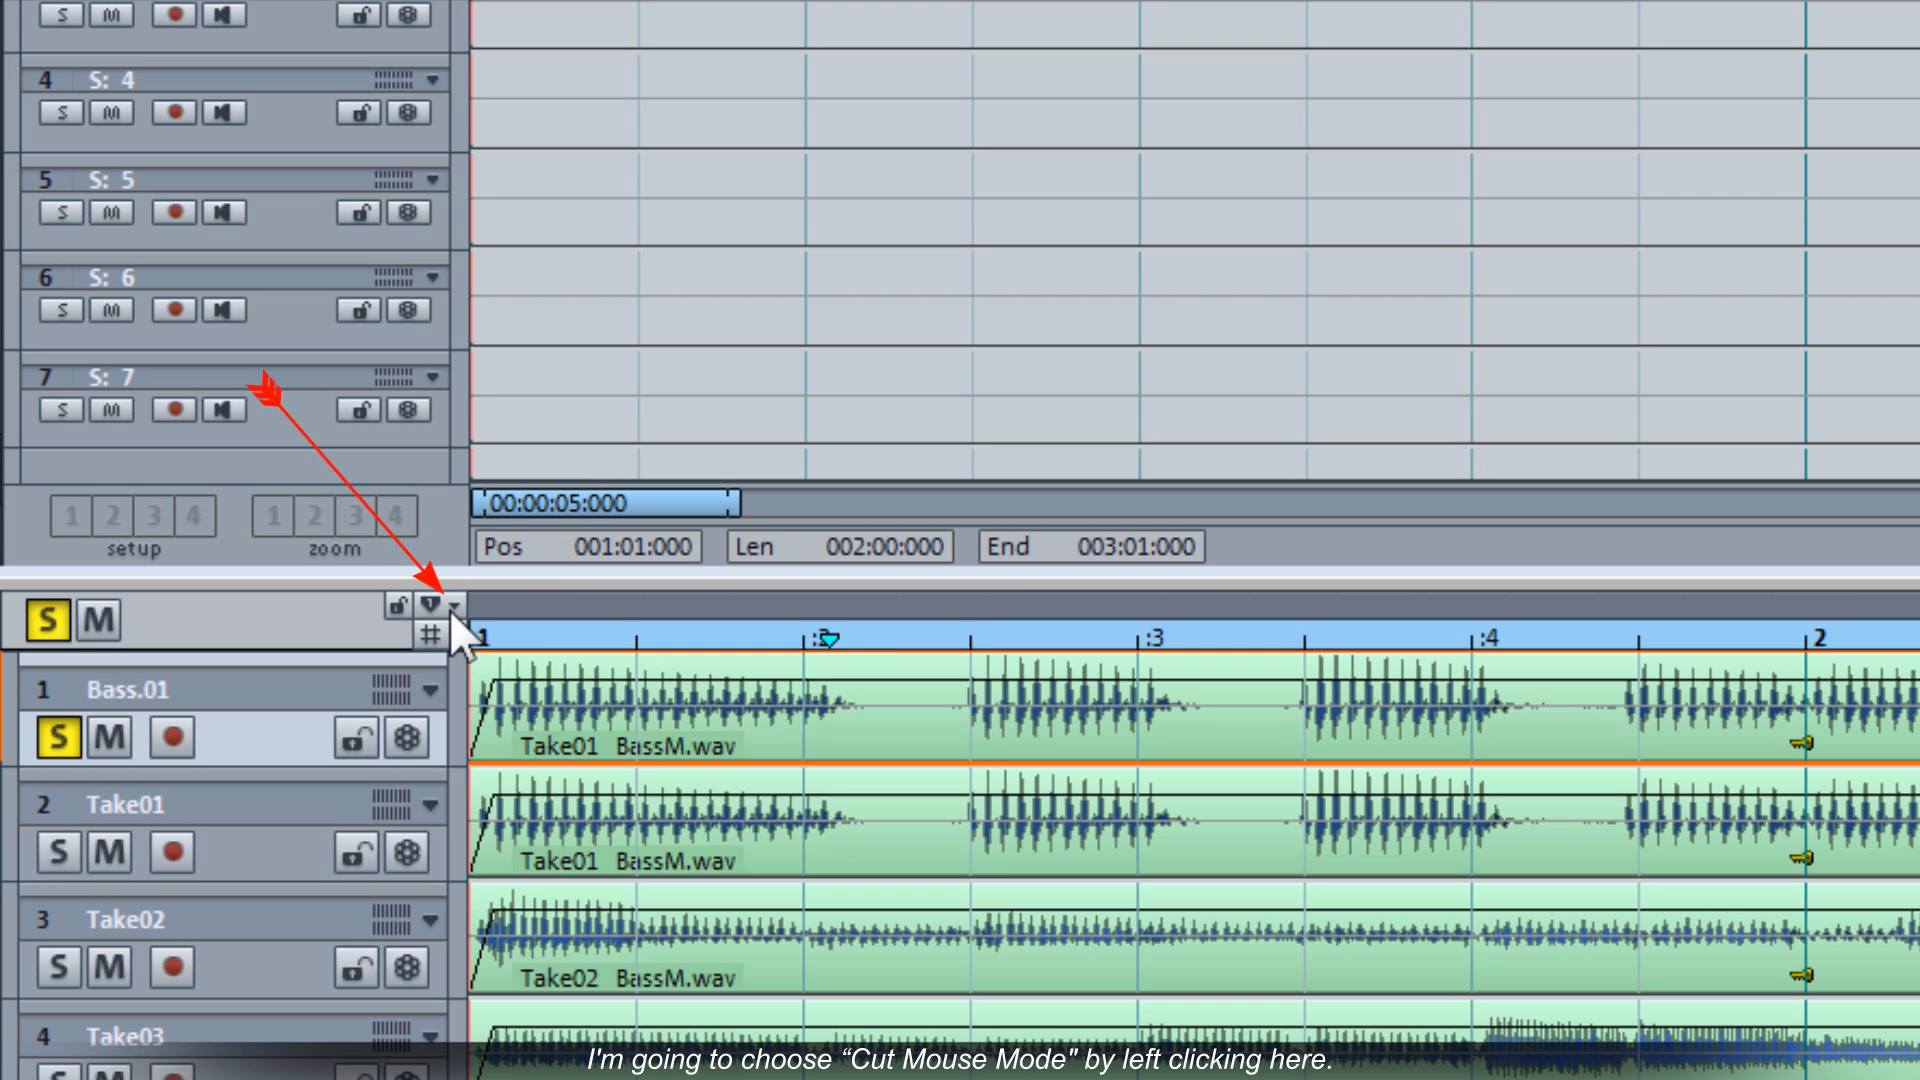 S M
4 S: 4
S M
5 S: 5
S M
6 S: 6
S M
7 S: 7
S M
1 2 3 4 1 2 3 4
setup zoom
00:00:05:000
Pos 001:01:000 Len 002:00:000 End 003:01:000
S M 1
# 1 :2 :3 :4 2
1 Bass.01
S M
Take01 BassM.wav
2 Take01
S M
Take01 BassM.wav
3 Take02
S M
Take02 BassM.wav
4 Take03
S M
I'm going to choose “Cut Mouse Mode" by left clicking here.